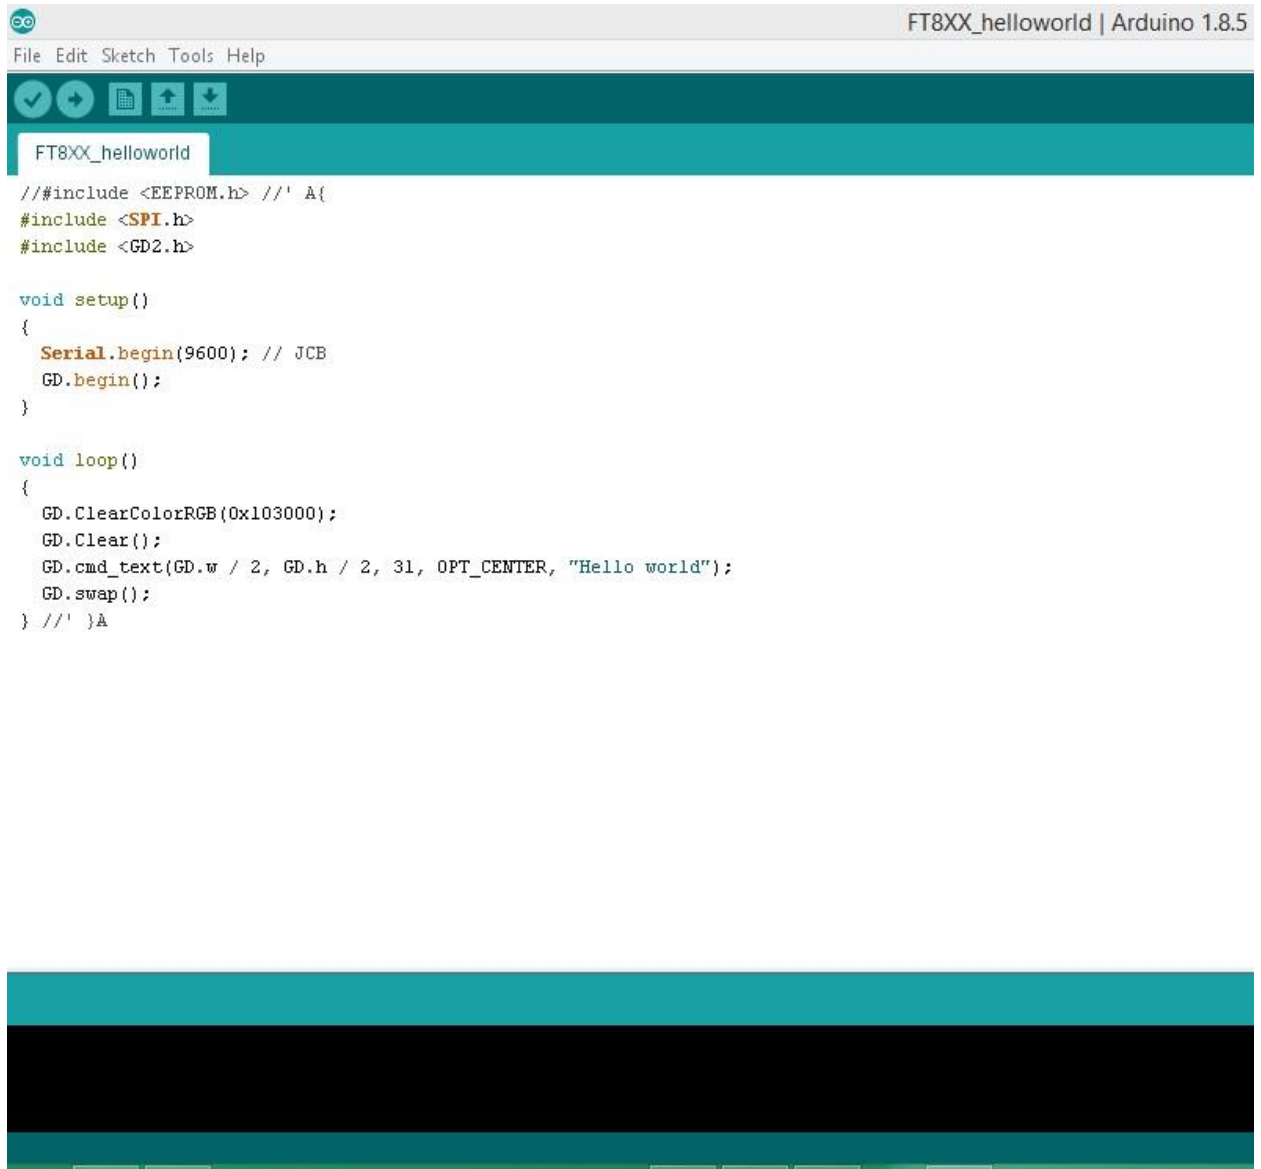 FT8XX_helloworld | Arduino 1.8.5
File Edit Sketch Tools Help
FT8XX_helloworld
//#include <EEPROM.h> //' A{
#include <SPI.h>
#include <GD2.h>
void setup()
{
Serial.begin(9600); // JCB
GD.begin();
}
void loop()
{
GD.ClearColorRGB(0x103000);
GD.Clear();
GD.cmd_text(GD.w / 2, GD.h / 2, 31, OPT_CENTER, "Hello world");
GD.swap();
} //' }A